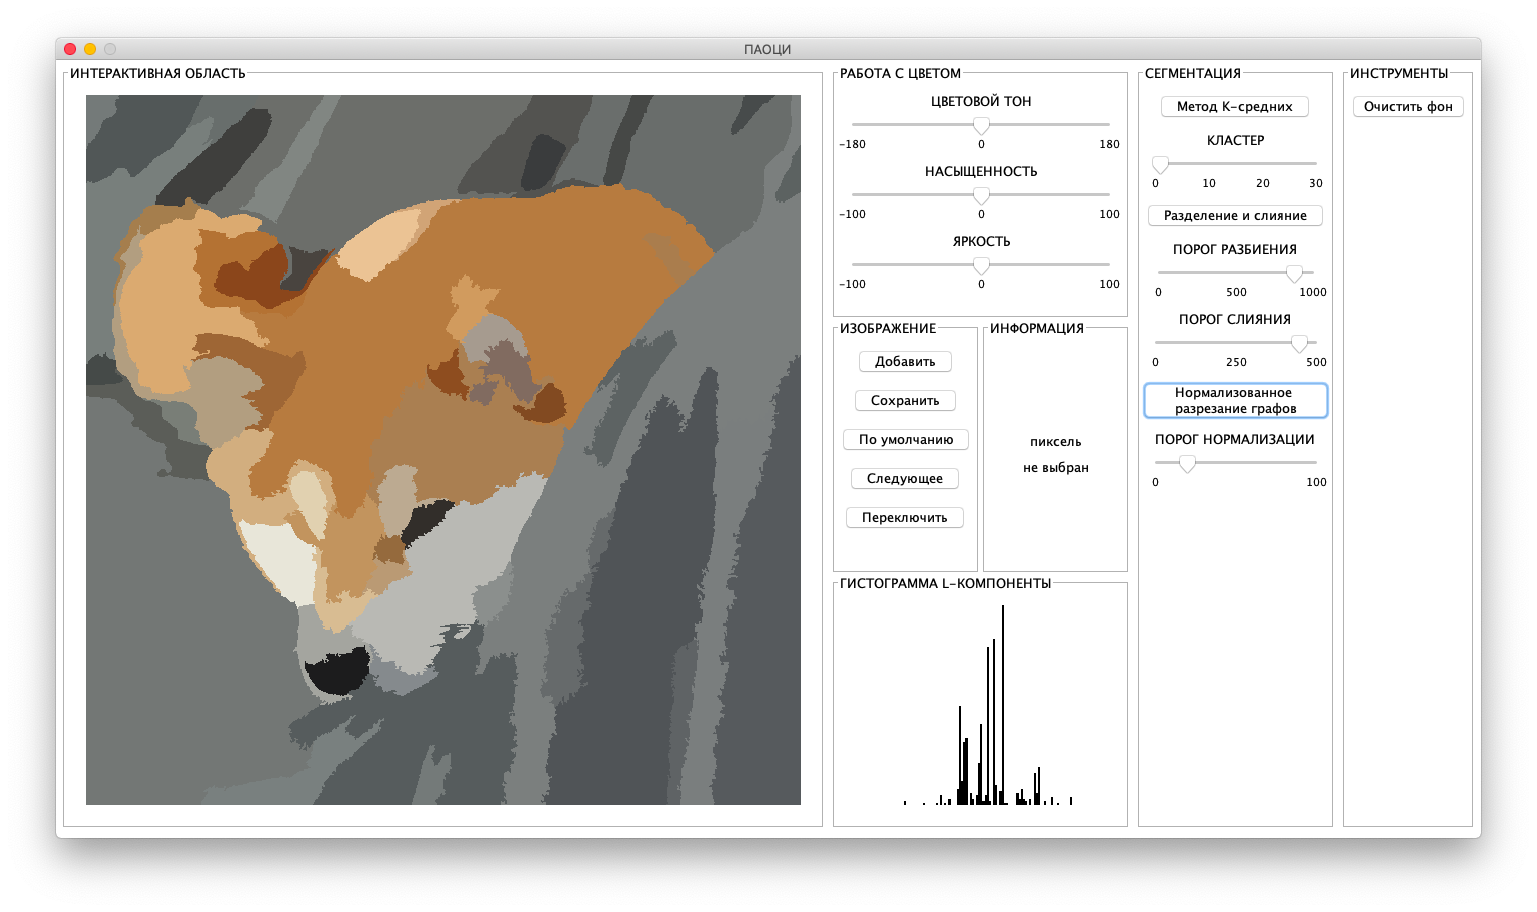 ПАОЦИ
ИНТЕРАКТИВНАЯ ОБЛАСТЬ
РАБОТА С ЦВЕТОМ
ЦВЕТОВОЙ ТОН
-180 0 180
НАСЫЩЕННОСТЬ
-100 0 100
ЯРКОСТЬ
-100 0 100
ИЗОБРАЖЕНИЕ
Добавить
Сохранить
По умолчанию
Следующее
Переключить
ИНФОРМАЦИЯ
пиксель
не выбран
ГИСТОГРАММА L-КОМПОНЕНТЫ
СЕГМЕНТАЦИЯ
Метод К-средних
КЛАСТЕР
0 10 20 30
Разделение и слияние
ПОРОГ РАЗБИЕНИЯ
0 500 1000
ПОРОГ СЛИЯНИЯ
0 250 500
Нормализованное
разрезание графов
ПОРОГ НОРМАЛИЗАЦИИ
0 100
ИНСТРУМЕНТЫ
Очистить фон